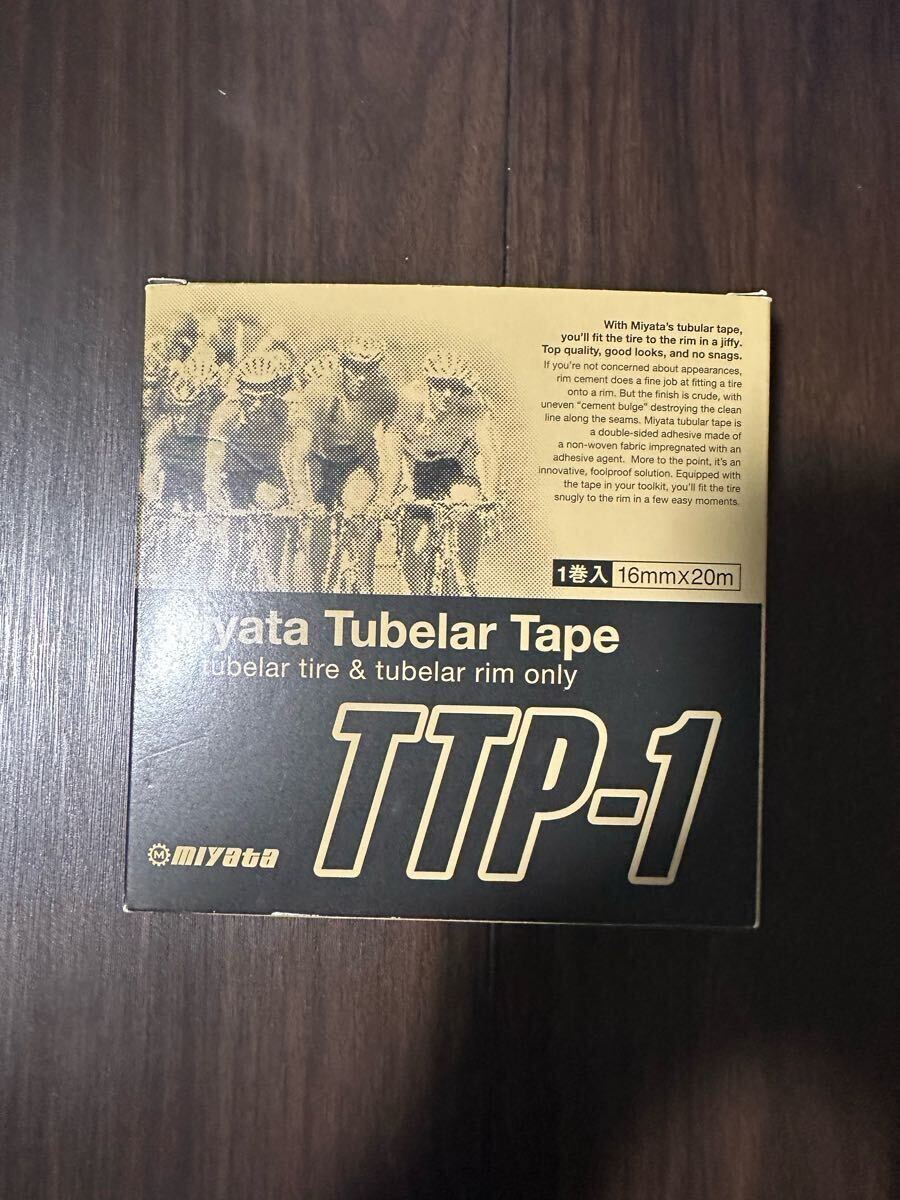 With Miyata's tubular tape,
you'll fit the tire to the rim in a jiffy.
Top quality, good looks, and no snags.
If you're not concerned about appearances,
rim cement does a fine job at fitting a tire
onto a rim. But the finish is crude, with
uneven "cement bulge" destroying the clean
line along the seams. Miyata tubular tape is
a double-sided adhesive made of
a non-woven fabric impregnated with an
adhesive agent. More to the point, it's an
innovative, foolproof solution. Equipped with
the tape in your toolkit, you'll fit the tire
snugly to the rim in a few easy moments.
1巻入 16mmx20m
Miyata Tubelar Tape
tubelar tire & tubelar rim only
TTP-1
M miyata